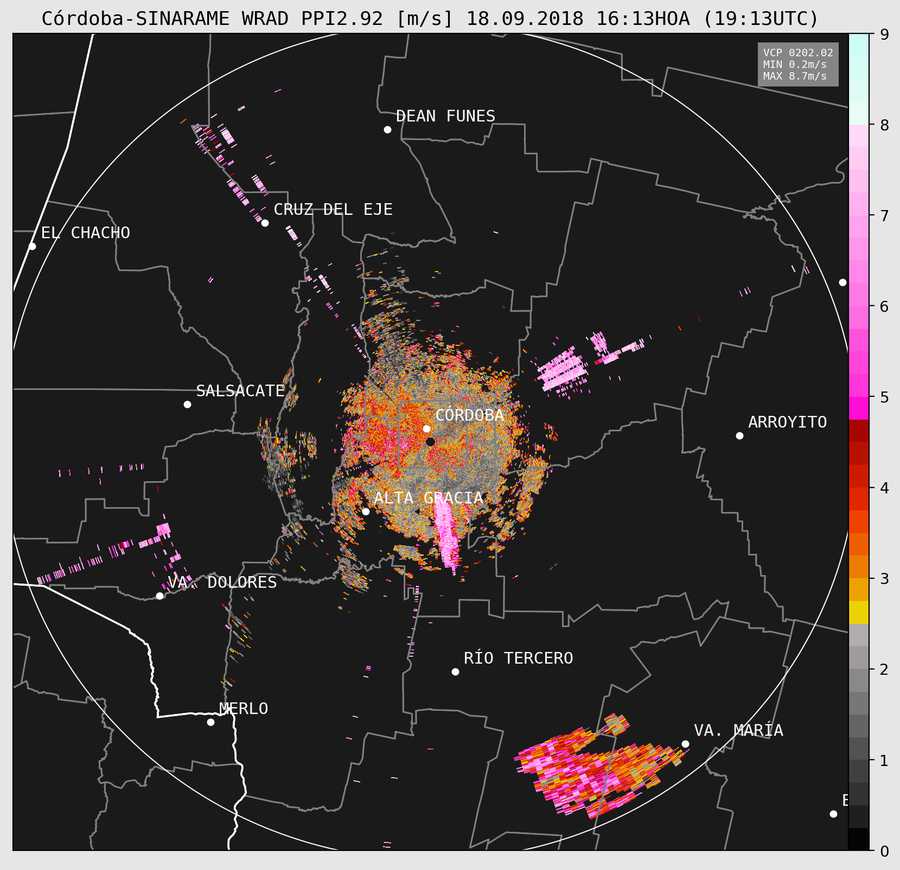 Córdoba-SINARAME WRAD PPI2.92 [m/s] 18.09.2018 16:13HOA (19:13UTC)
VCP 0202.02
MIN 0.2m/s
MAX 8.7m/s
9
8
7
6
5
4
3
2
1
0
DEAN FUNES
CRUZ DEL EJE
EL CHACHO
SALSACATE
CÓRDOBA
ARROYITO
ALTA GRACIA
VA. DOLORES
RÍO TERCERO
MERLO
VA. MARÍA